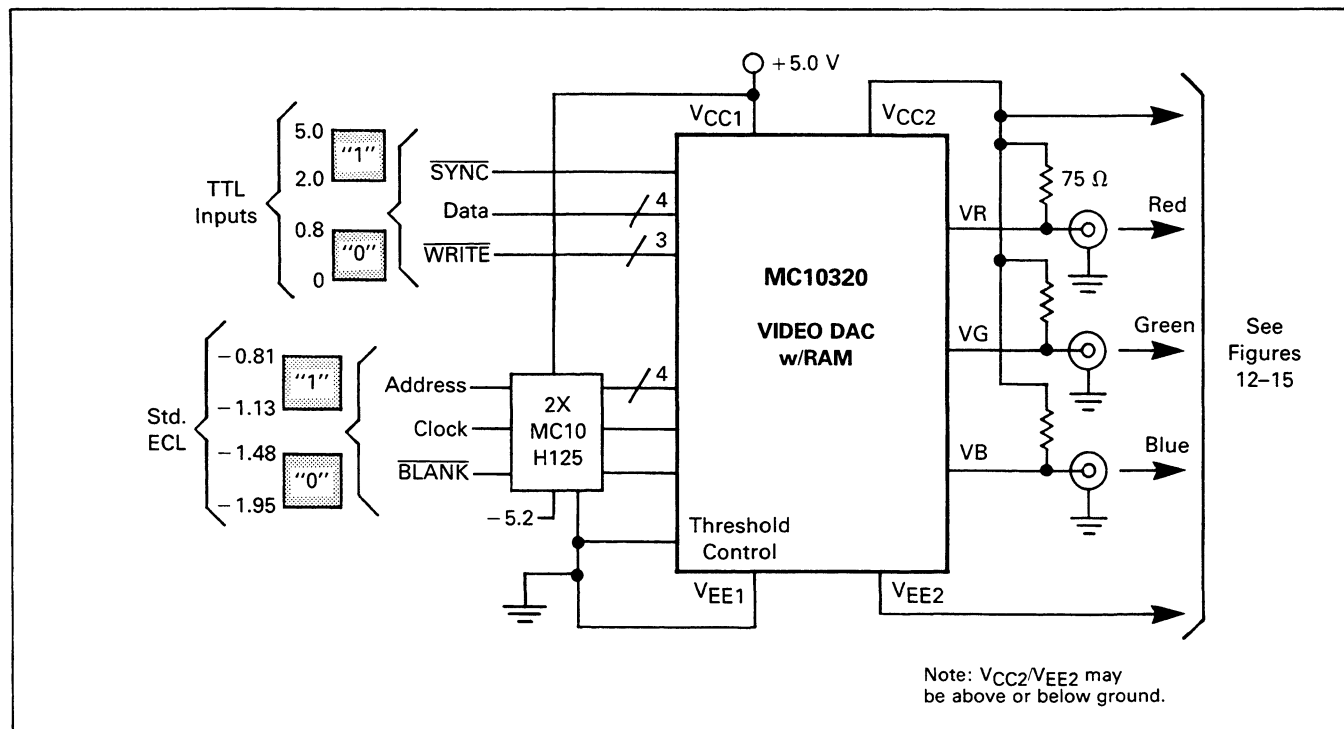 +5.0 V
VCC1
VCC2
TTL
Inputs
5.0
"1"
2.0
0.8
"0"
0
SYNC
Data
4
WRITE
3
MC10320
VIDEO DAC
w/RAM
75 Ω
VR
Red
VG
Green
VB
Blue
See
Figures
12–15
Std.
ECL
−0.81
"1"
−1.13
−1.48
"0"
−1.95
Address
Clock
BLANK
2X
MC10
H125
4
−5.2
Threshold
Control
VEE1
VEE2
Note: VCC2/VEE2 may
be above or below ground.